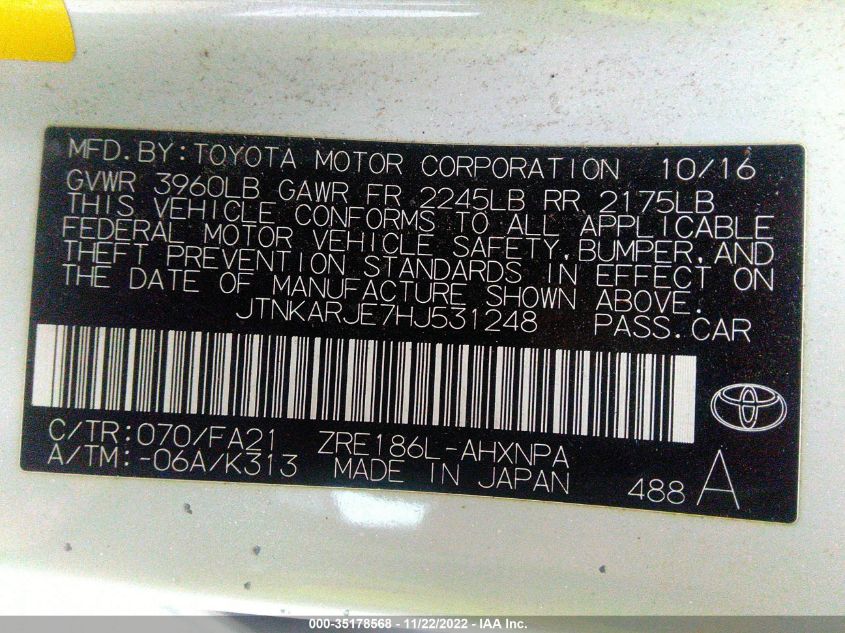 MFD.BY:TOYOTA MOTOR CORPORATION 10/16
GVWR 3960LB GAWR FR 2245LB RR 2175LB
THIS VEHICLE CONFORMS TO ALL APPLICABLE
FEDERAL MOTOR VEHICLE SAFETY,BUMPER,AND
THEFT PREVENTION STANDARDS IN EFFECT ON
THE DATE OF MANUFACTURE SHOWN ABOVE.
JTNKARJE7HJ531248 PASS.CAR
C/TR:070/FA21 ZRE186L-AHXNPA
A/TM:-06A/K313 MADE IN JAPAN 488 A
000-35178568 - 11/22/2022 - IAA Inc.